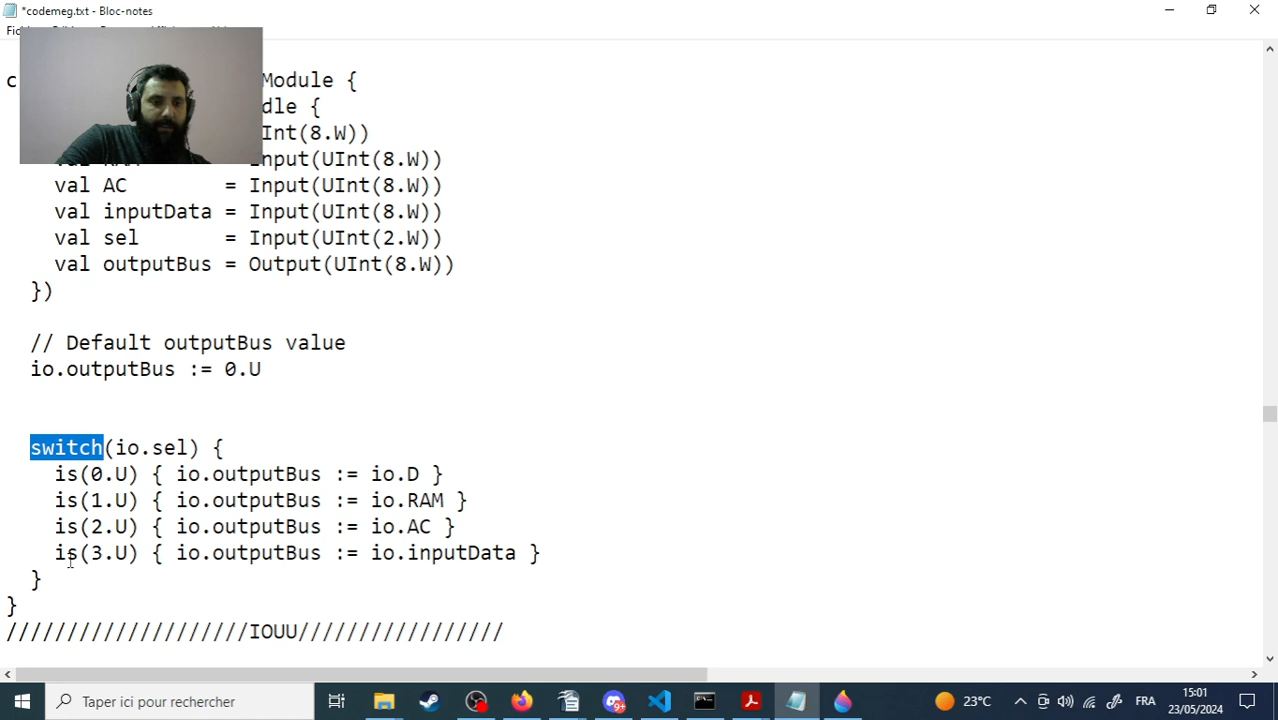 *codemeg.txt - Bloc-notes
c Module {
dle {
Int(8.W))
Input(UInt(8.W))
val AC = Input(UInt(8.W))
val inputData = Input(UInt(8.W))
val sel = Input(UInt(2.W))
val outputBus = Output(UInt(8.W))
})
// Default outputBus value
io.outputBus := 0.U
switch(io.sel) {
is(0.U) { io.outputBus := io.D }
is(1.U) { io.outputBus := io.RAM }
is(2.U) { io.outputBus := io.AC }
is(3.U) { io.outputBus := io.inputData }
}
}
////////////////////IOUU/////////////////
Taper ici pour rechercher
23°C
FRA
15:01
23/05/2024